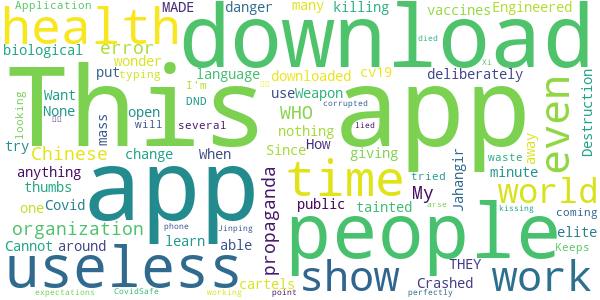 Application MADE danger many killing vaccines Engineered
health download
biological error wonder typing died Xi
put language downloaded cv19 deliberately
This app
looking Want None open I'm DND use Weapon corrupted Destruction
mass will several WHO nothing lied even
try Chinese change Since How giving away
anything When time waste minute
thumbs app My Jahangir tried world
one Covid propaganda public tainted coming
organization learn people arse kissing elite
Cannot around able phone Jinping cartels THEY Keeps
useless show Crashed work
expectations CovidSafe working point perfectly